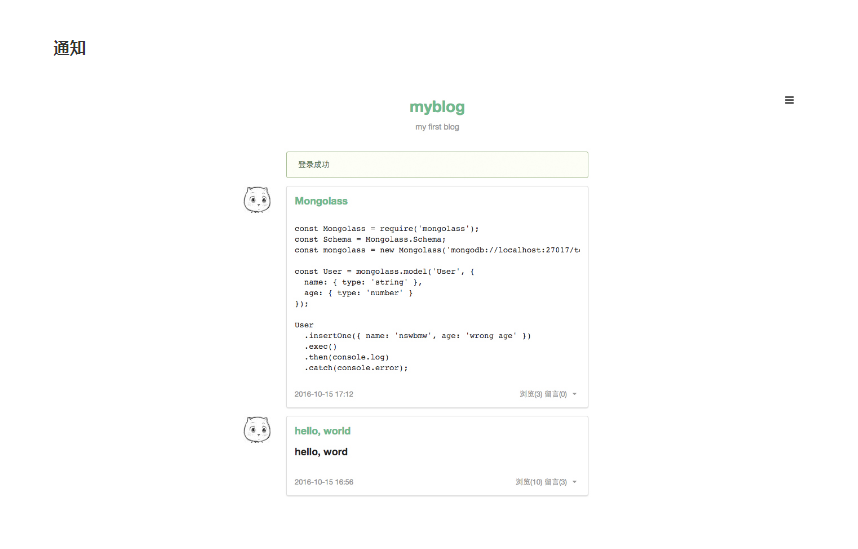 通知
myblog
my first blog
登录成功
Mongolass
const Mongolass = require('mongolass');
const Schema = Mongolass.Schema;
const mongolass = new Mongolass('mongodb://localhost:27017/te
const User = mongolass.model('User', {
  name: { type: 'string' },
  age: { type: 'number' }
});
User
  .insertOne({ name: 'nswbmw', age: 'wrong age' })
  .exec()
  .then(console.log)
  .catch(console.error);
2016-10-15 17:12 浏览(3) 留言(0)
hello, world
hello, word
2016-10-15 16:56 浏览(10) 留言(3)